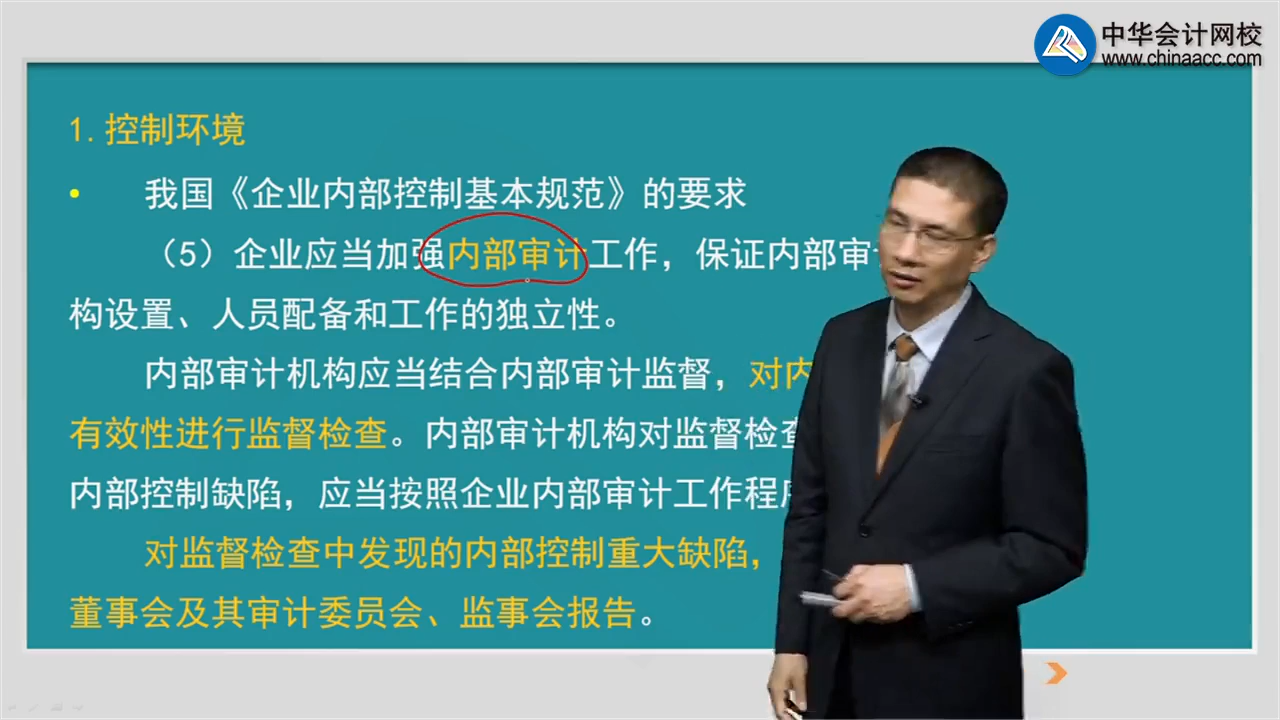 中华会计网校
www.chinaacc.com
1.控制环境
• 我国《企业内部控制基本规范》的要求
（5）企业应当加强内部审计工作，保证内部审
构设置、人员配备和工作的独立性。
内部审计机构应当结合内部审计监督，对内
有效性进行监督检查。内部审计机构对监督检
内部控制缺陷，应当按照企业内部审计工作程
对监督检查中发现的内部控制重大缺陷，
董事会及其审计委员会、监事会报告。